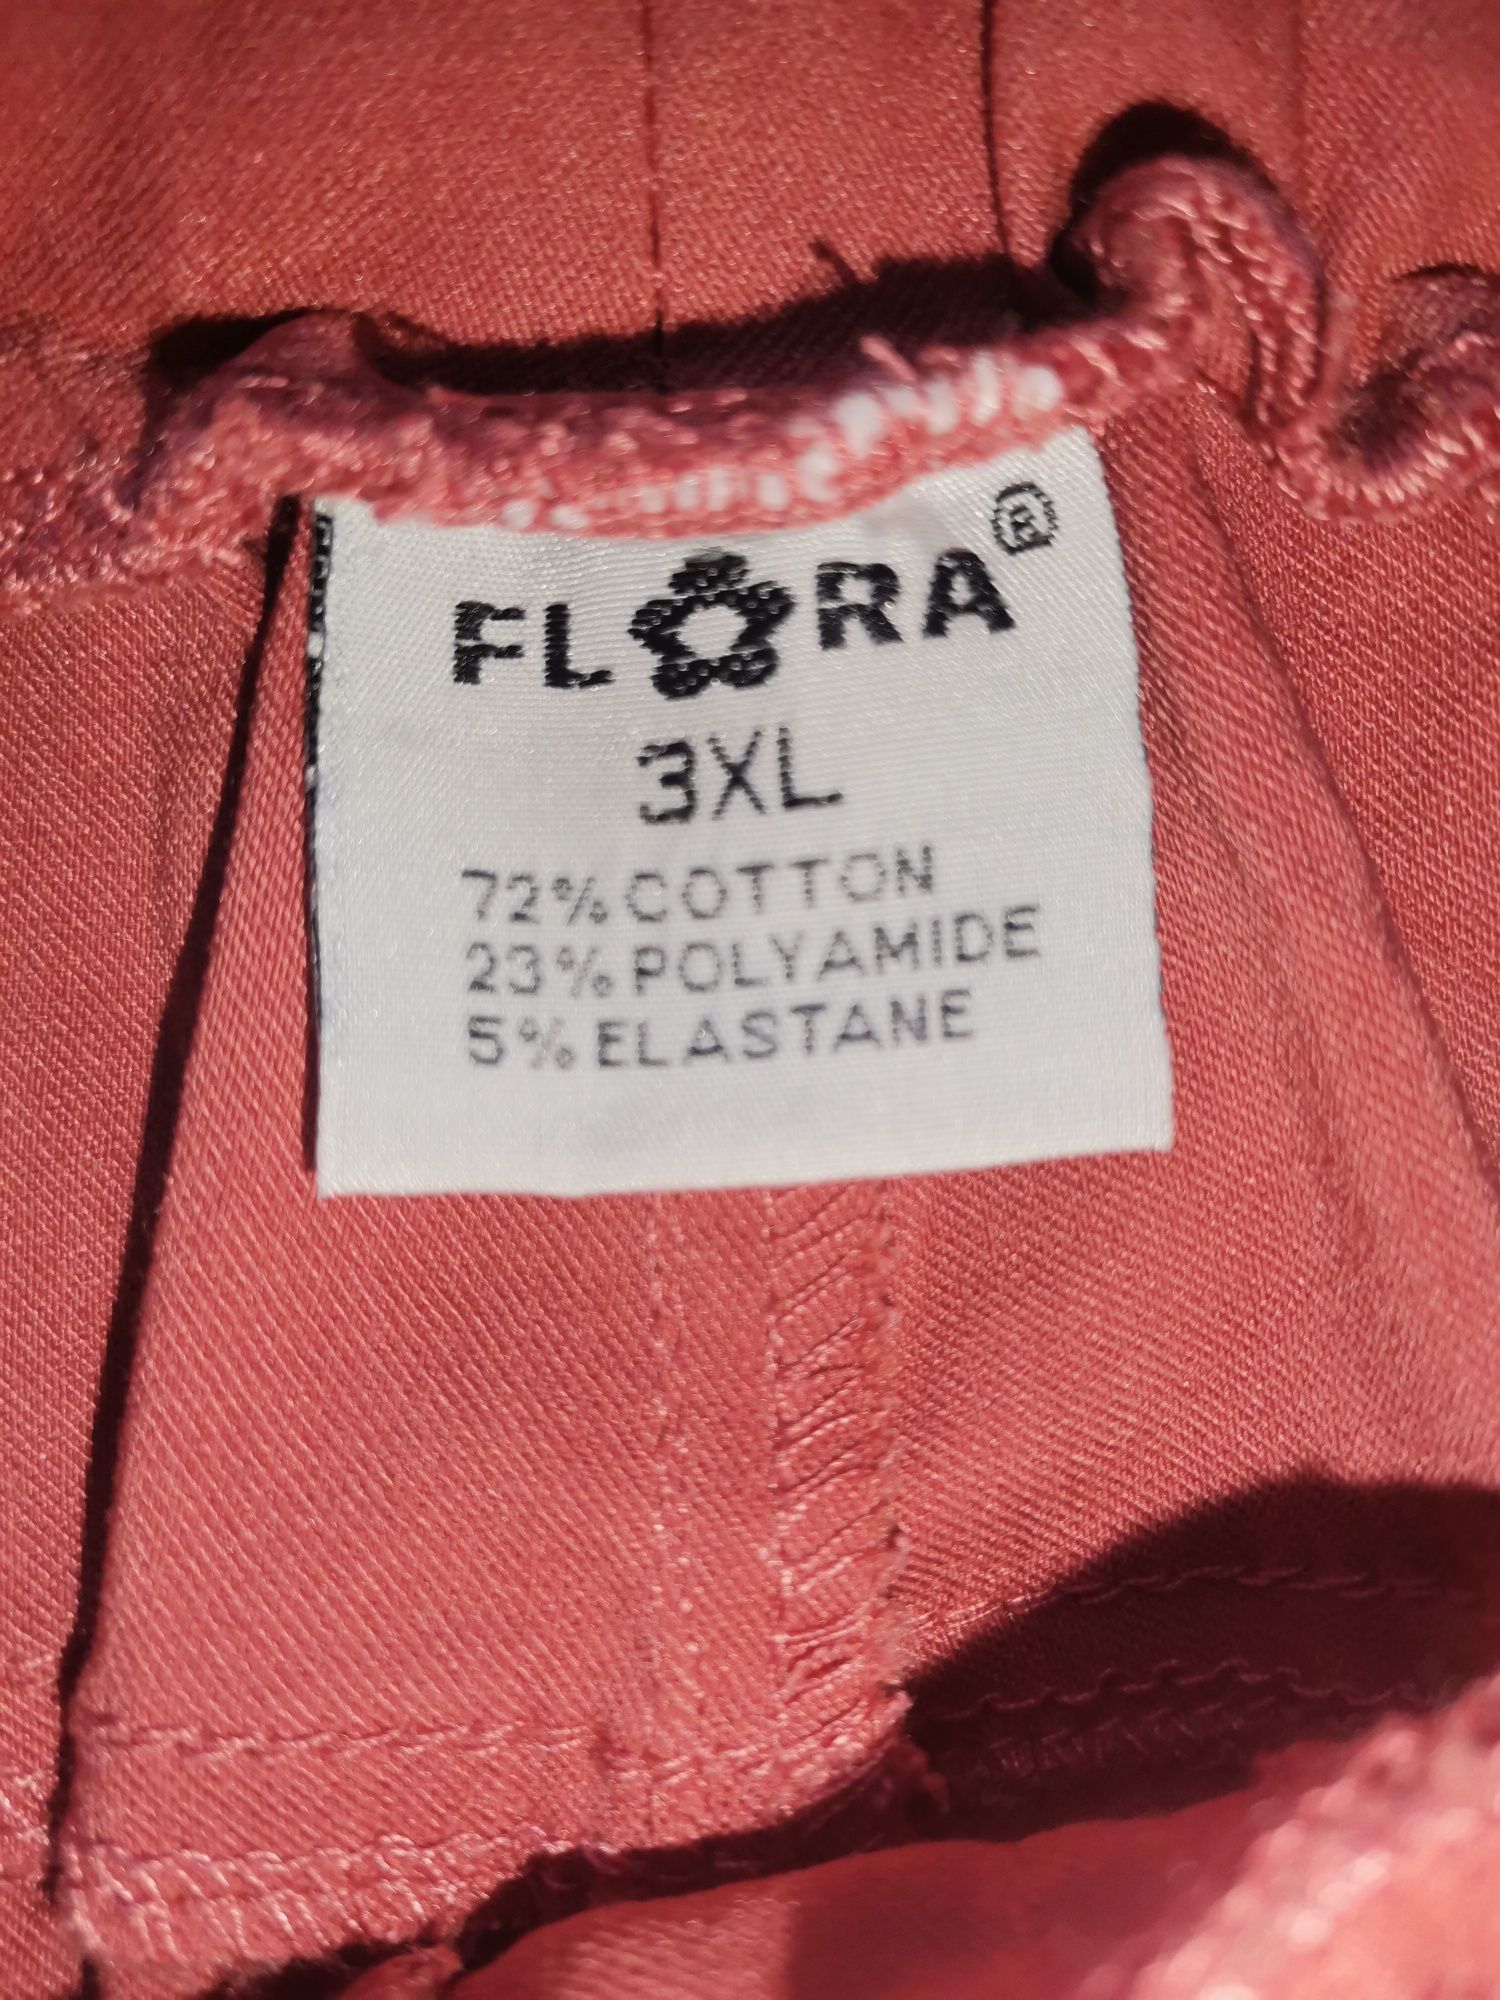 FLORA®
3XL
72% COTTON
23% POLYAMIDE
5% ELASTANE